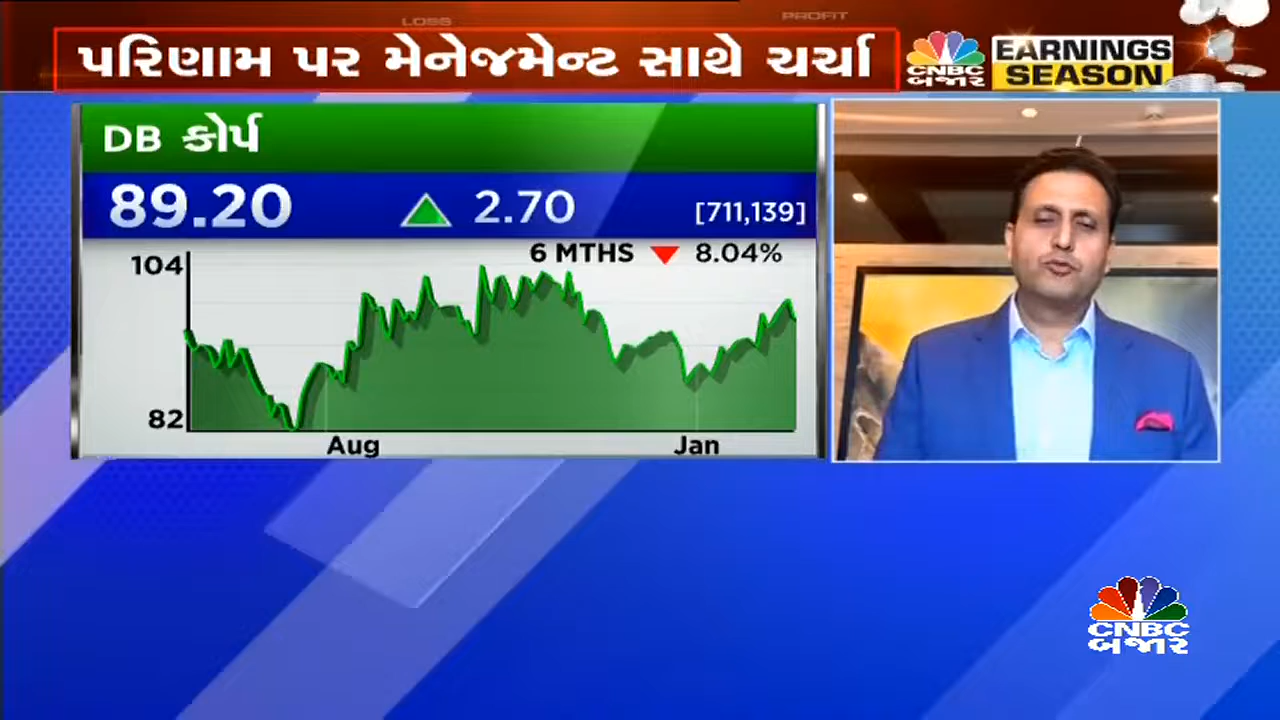 LOSS
PROFIT
પરિણામ પર મેનેજમેન્ટ સાથે ચર્ચા
CNBC
બજાર
EARNINGS
SEASON
DB કોર્પ
89.20 ▲ 2.70 [711,139]
6 MTHS ▼ 8.04%
104
82
Aug Jan
CNBC
બજાર